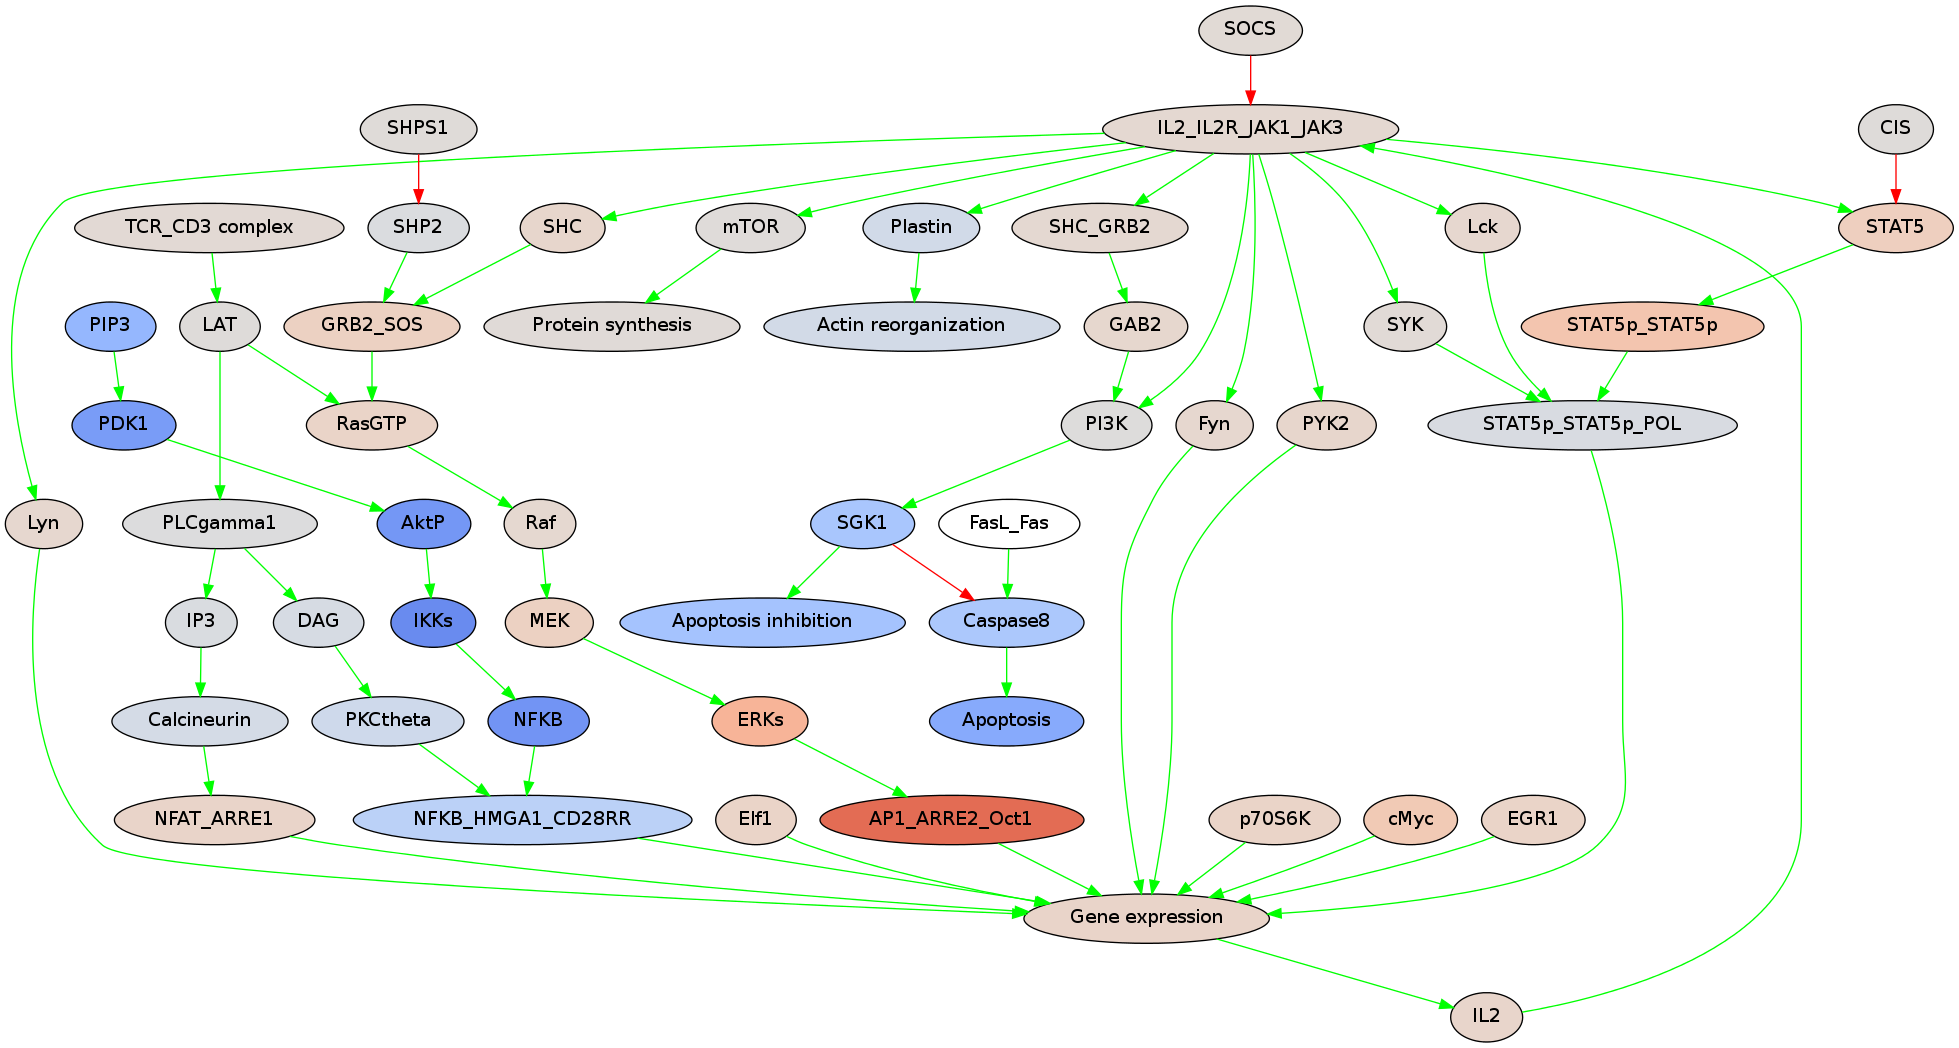 SOCS
SHPS1
IL2_IL2R_JAK1_JAK3
CIS
TCR_CD3 complex
SHP2
SHC
mTOR
Plastin
SHC_GRB2
Lck
STAT5
PIP3
LAT
GRB2_SOS
Protein synthesis
Actin reorganization
GAB2
SYK
STAT5p_STAT5p
PDK1
RasGTP
PI3K
Fyn
PYK2
STAT5p_STAT5p_POL
Lyn
PLCgamma1
AktP
Raf
SGK1
FasL_Fas
IP3
DAG
IKKs
MEK
Apoptosis inhibition
Caspase8
Calcineurin
PKCtheta
NFKB
ERKs
Apoptosis
NFAT_ARRE1
NFKB_HMGA1_CD28RR
Elf1
AP1_ARRE2_Oct1
p70S6K
cMyc
EGR1
Gene expression
IL2